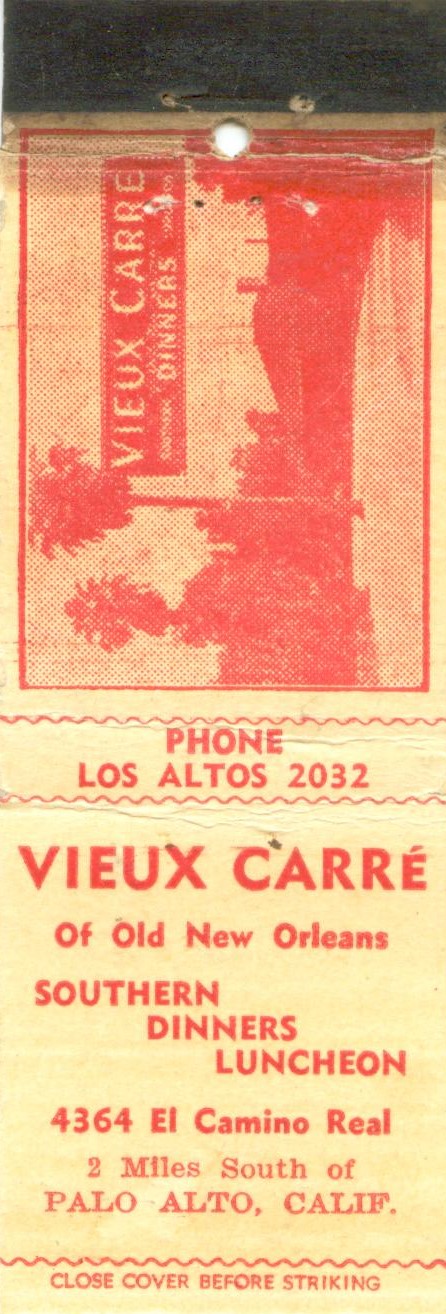 VIEUX CARRÉ
DINNERS
PHONE
LOS ALTOS 2032
VIEUX CARRÉ
Of Old New Orleans
SOUTHERN
DINNERS
LUNCHEON
4364 El Camino Real
2 Miles South of
PALO ALTO, CALIF.
CLOSE COVER BEFORE STRIKING